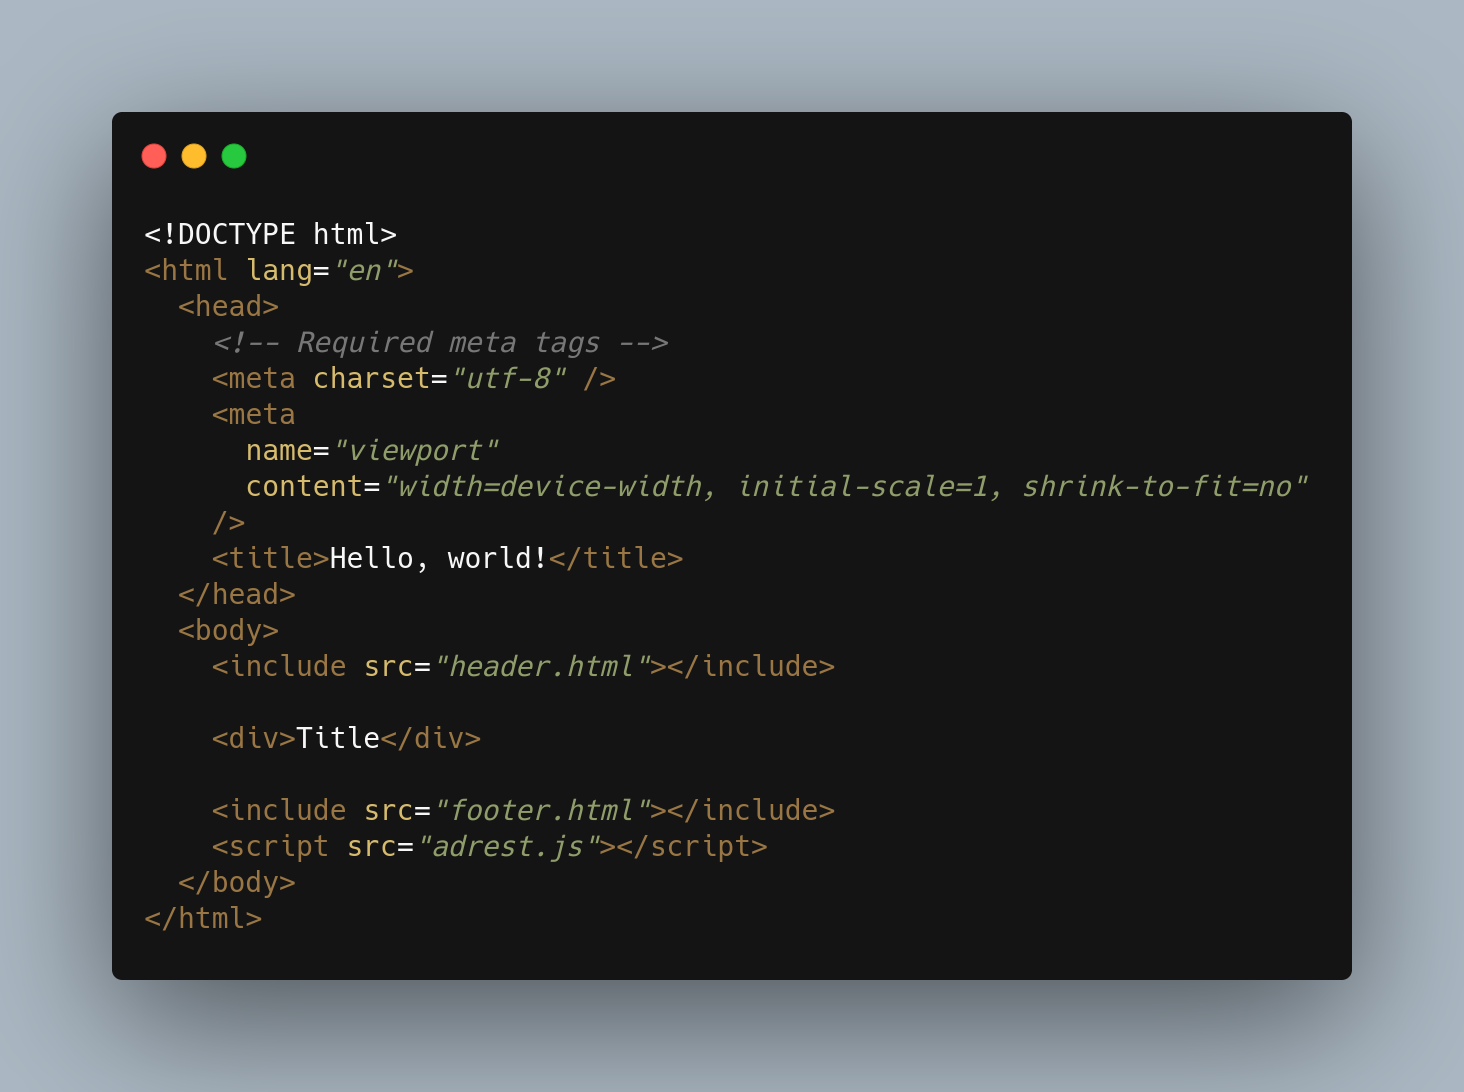 <!DOCTYPE html>
<html lang="en">
  <head>
    <!-- Required meta tags -->
    <meta charset="utf-8" />
    <meta
      name="viewport"
      content="width=device-width, initial-scale=1, shrink-to-fit=no"
    />
    <title>Hello, world!</title>
  </head>
  <body>
    <include src="header.html"></include>

    <div>Title</div>

    <include src="footer.html"></include>
    <script src="adrest.js"></script>
  </body>
</html>